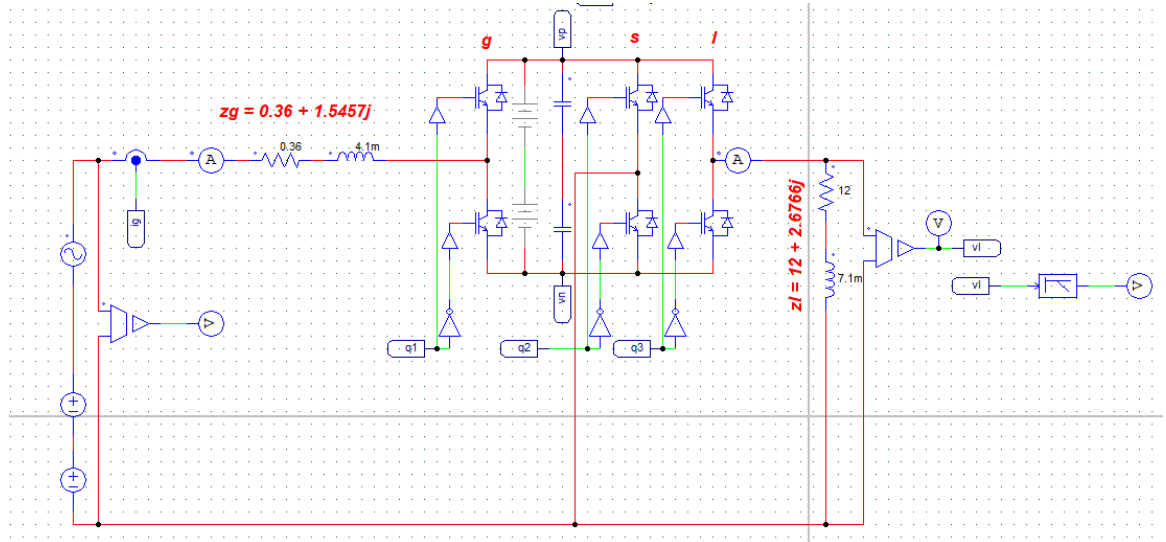 vp
g
s
l
zg = 0.36 + 1.5457j
0.36
4.1m
A
A
ig
12
zl = 12 + 2.6766j
7.1m
V
vl
vl
V
V
vn
q1
q2
q3